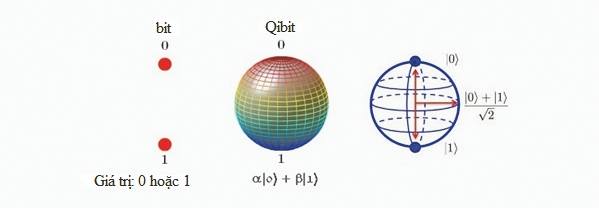 bit
0
1
Giá trị: 0 hoặc 1
Qibit
0
1
α|0⟩ + β|1⟩
|0⟩
|0⟩ + |1⟩
√2
|1⟩